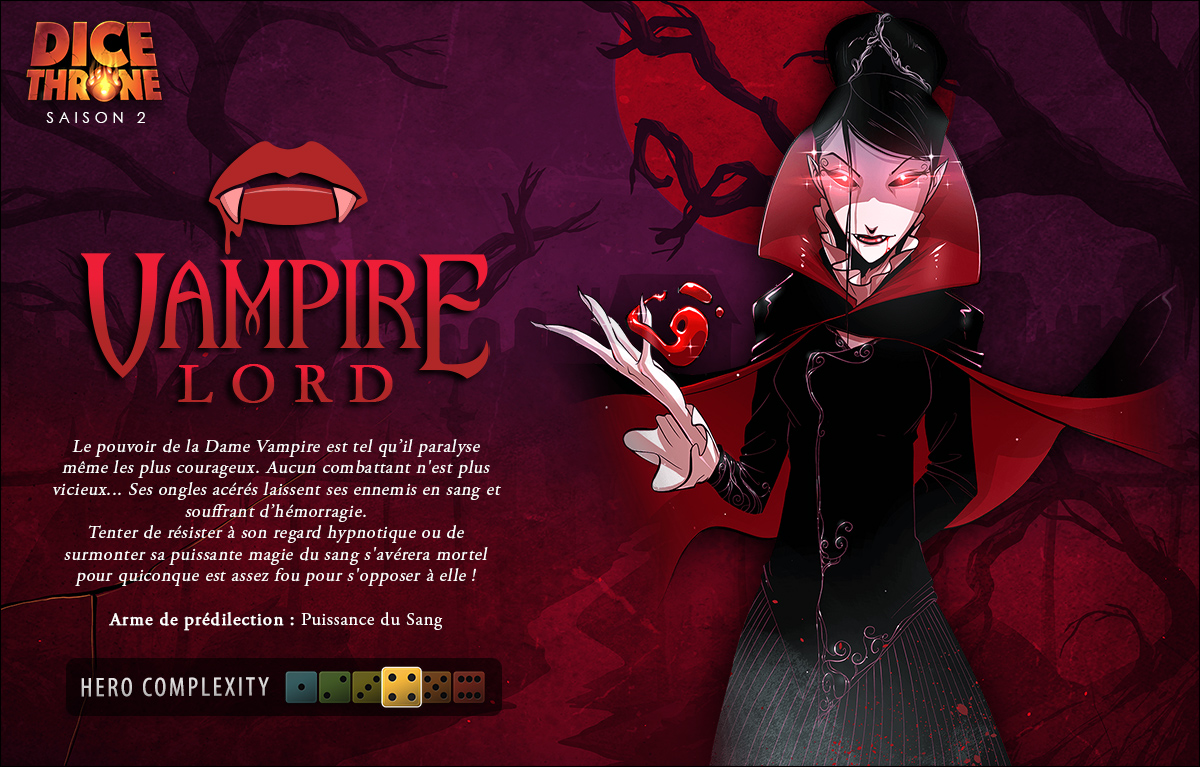 DICE
THRONE
SAISON 2
VAMPIRE
LORD
Le pouvoir de la Dame Vampire est tel qu’il paralyse
même les plus courageux. Aucun combattant n'est plus
vicieux... Ses ongles acérés laissent ses ennemis en sang et
souffrant d’hémorragie.
Tenter de résister à son regard hypnotique ou de
surmonter sa puissante magie du sang s'avérera mortel
pour quiconque est assez fou pour s'opposer à elle !
Arme de prédilection : Puissance du Sang
HERO COMPLEXITY